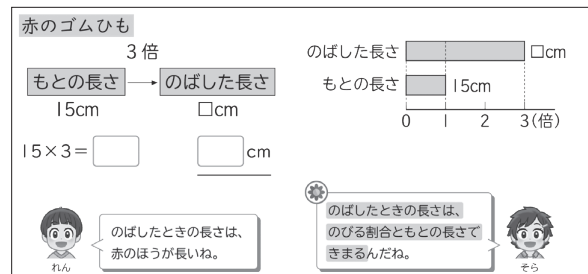 赤のゴムひも
3倍
もとの長さ → のばした長さ
15cm □cm
15×3=
cm
のばした長さ □cm
もとの長さ 15cm
0 1 2 3(倍)
のばしたときの長さは、
赤のほうが長いね。
れん
のばしたときの長さは、
のびる割合ともとの長さで
きまるんだね。
そら